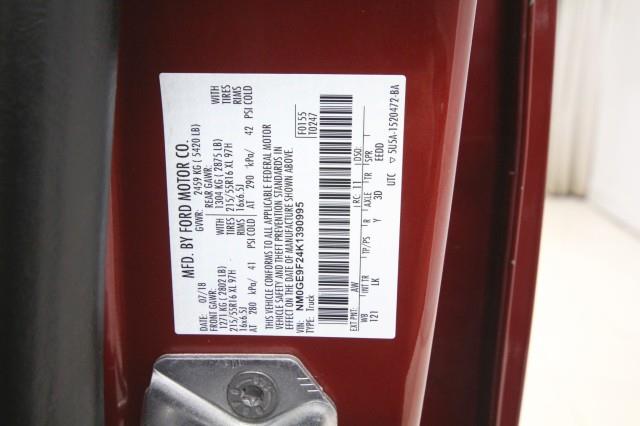 MFD. BY FORD MOTOR CO.
DATE: 07/18 GVWR: 2459 KG ( 5420 LB)
FRONT GAWR: REAR GAWR: WITH
1271 KG ( 2802 LB) WITH 1304 KG ( 2875 LB) TIRES
215/55R16 XL 97H TIRES 215/55R16 XL 97H RIMS
16x6.5J RIMS 16x6.5J
AT 280 kPa/ 41 PSI COLD AT 290 kPa/ 42 PSI COLD
THIS VEHICLE CONFORMS TO ALL APPLICABLE FEDERAL MOTOR
VEHICLE SAFETY AND THEFT PREVENTION STANDARDS IN
EFFECT ON THE DATE OF MANUFACTURE SHOWN ABOVE.
F0155
T0247
VIN: NM0GE9F24K1390995
TYPE: Truck
EXT PNT: AW RC: 11 DSO:
WB INT TR TP/PS R AXLE TR SPR
121 LK Y 3D EEDD
UTC ▽ 5U5A-1520472-BA